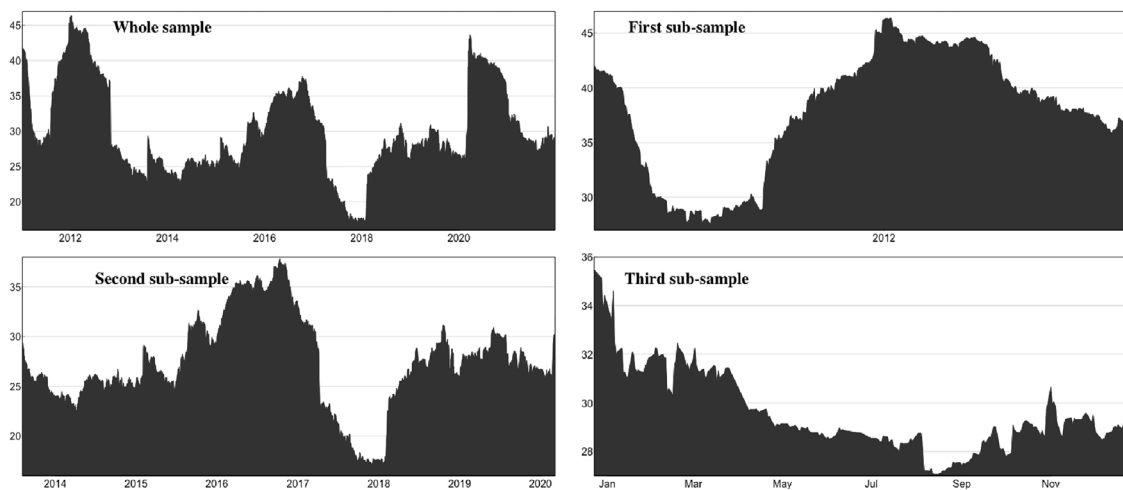 Whole sample
45
40
35
30
25
20
2012 2014 2016 2018 2020
First sub-sample
45
40
35
30
2012
Second sub-sample
35
30
25
20
2014 2015 2016 2017 2018 2019 2020
Third sub-sample
36
34
32
30
28
Jan Mar May Jul Sep Nov